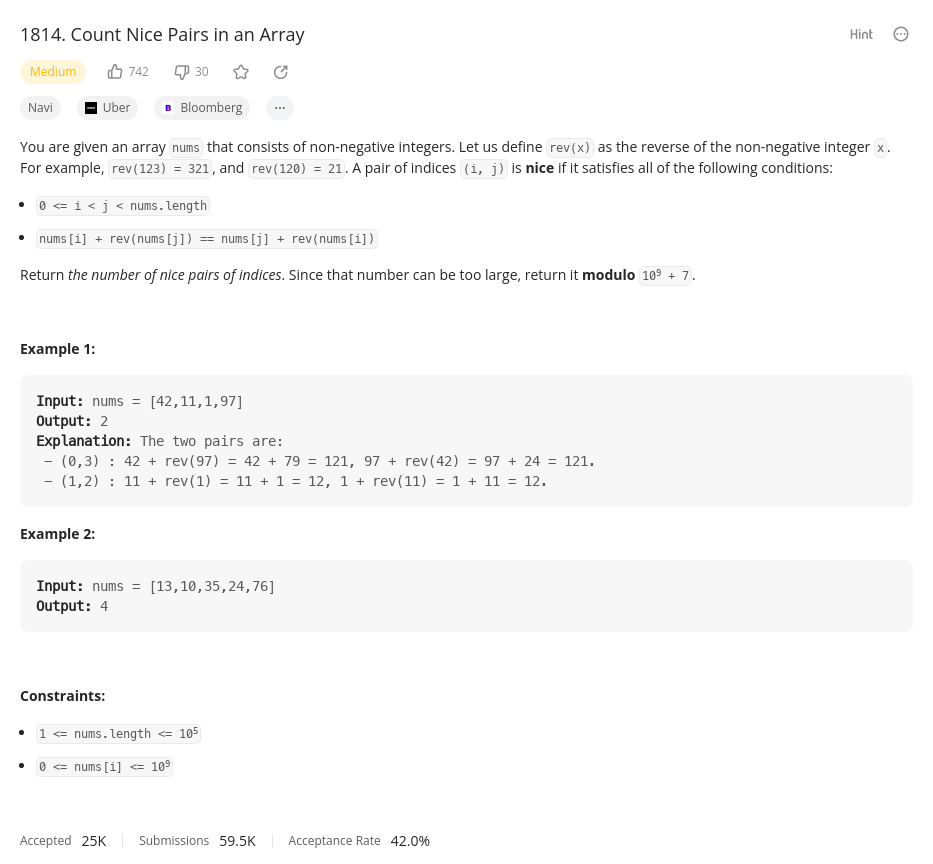 1814. Count Nice Pairs in an Array
Hint
Medium 742 30
Navi Uber Bloomberg ...
You are given an array nums that consists of non-negative integers. Let us define rev(x) as the reverse of the non-negative integer x.
For example, rev(123) = 321, and rev(120) = 21. A pair of indices (i, j) is nice if it satisfies all of the following conditions:
• 0 <= i < j < nums.length
• nums[i] + rev(nums[j]) == nums[j] + rev(nums[i])
Return the number of nice pairs of indices. Since that number can be too large, return it modulo 10⁹ + 7.
Example 1:
Input: nums = [42,11,1,97]
Output: 2
Explanation: The two pairs are:
– (0,3) : 42 + rev(97) = 42 + 79 = 121, 97 + rev(42) = 97 + 24 = 121.
– (1,2) : 11 + rev(1) = 11 + 1 = 12, 1 + rev(11) = 1 + 11 = 12.
Example 2:
Input: nums = [13,10,35,24,76]
Output: 4
Constraints:
• 1 <= nums.length <= 10⁵
• 0 <= nums[i] <= 10⁹
Accepted 25K Submissions 59.5K Acceptance Rate 42.0%